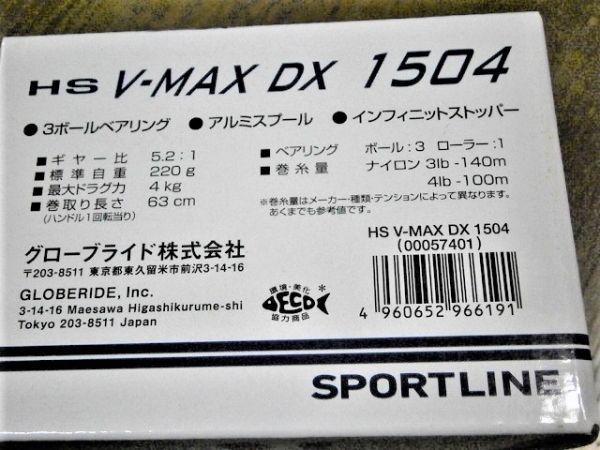 HS V-MAX DX 1504
●3ボールベアリング ●アルミスプール ●インフィニットストッパー
■ギヤー比 5.2:1
■標準自重 220g
■最大ドラグ力 4kg
■巻取り長さ 63cm
(ハンドル1回転当り)
■ベアリング ボール:3 ローラー:1
■巻糸量 ナイロン 3lb-140m
4lb-100m
※巻糸量はメーカー・種類・テンションによって異なります。
あくまでも参考値です。
グローブライド株式会社
〒203-8511 東京都東久留米市前沢3-14-16
GLOBERIDE, Inc.
3-14-16 Maesawa Higashikurume-shi
Tokyo 203-8511 Japan
環境・美化
ECO
協力商品
HS V-MAX DX 1504
(00057401)
4 960652 966191
SPORTLINE